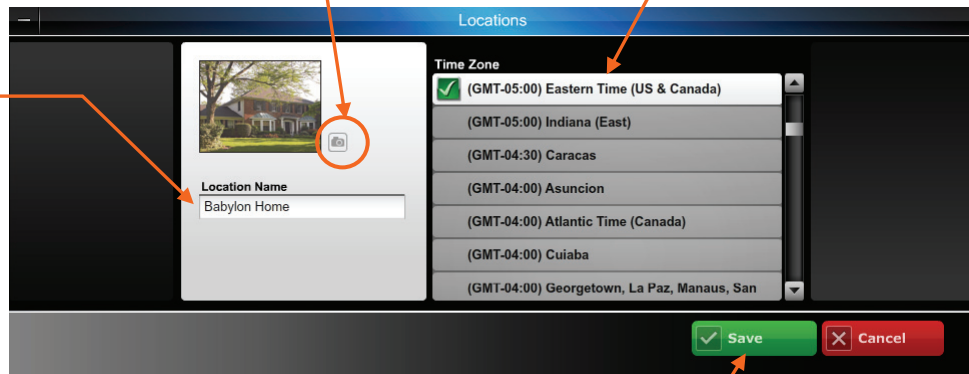 Locations
Location Name
Babylon Home
Time Zone
(GMT-05:00) Eastern Time (US & Canada)
(GMT-05:00) Indiana (East)
(GMT-04:30) Caracas
(GMT-04:00) Asuncion
(GMT-04:00) Atlantic Time (Canada)
(GMT-04:00) Cuiaba
(GMT-04:00) Georgetown, La Paz, Manaus, San
Save
Cancel